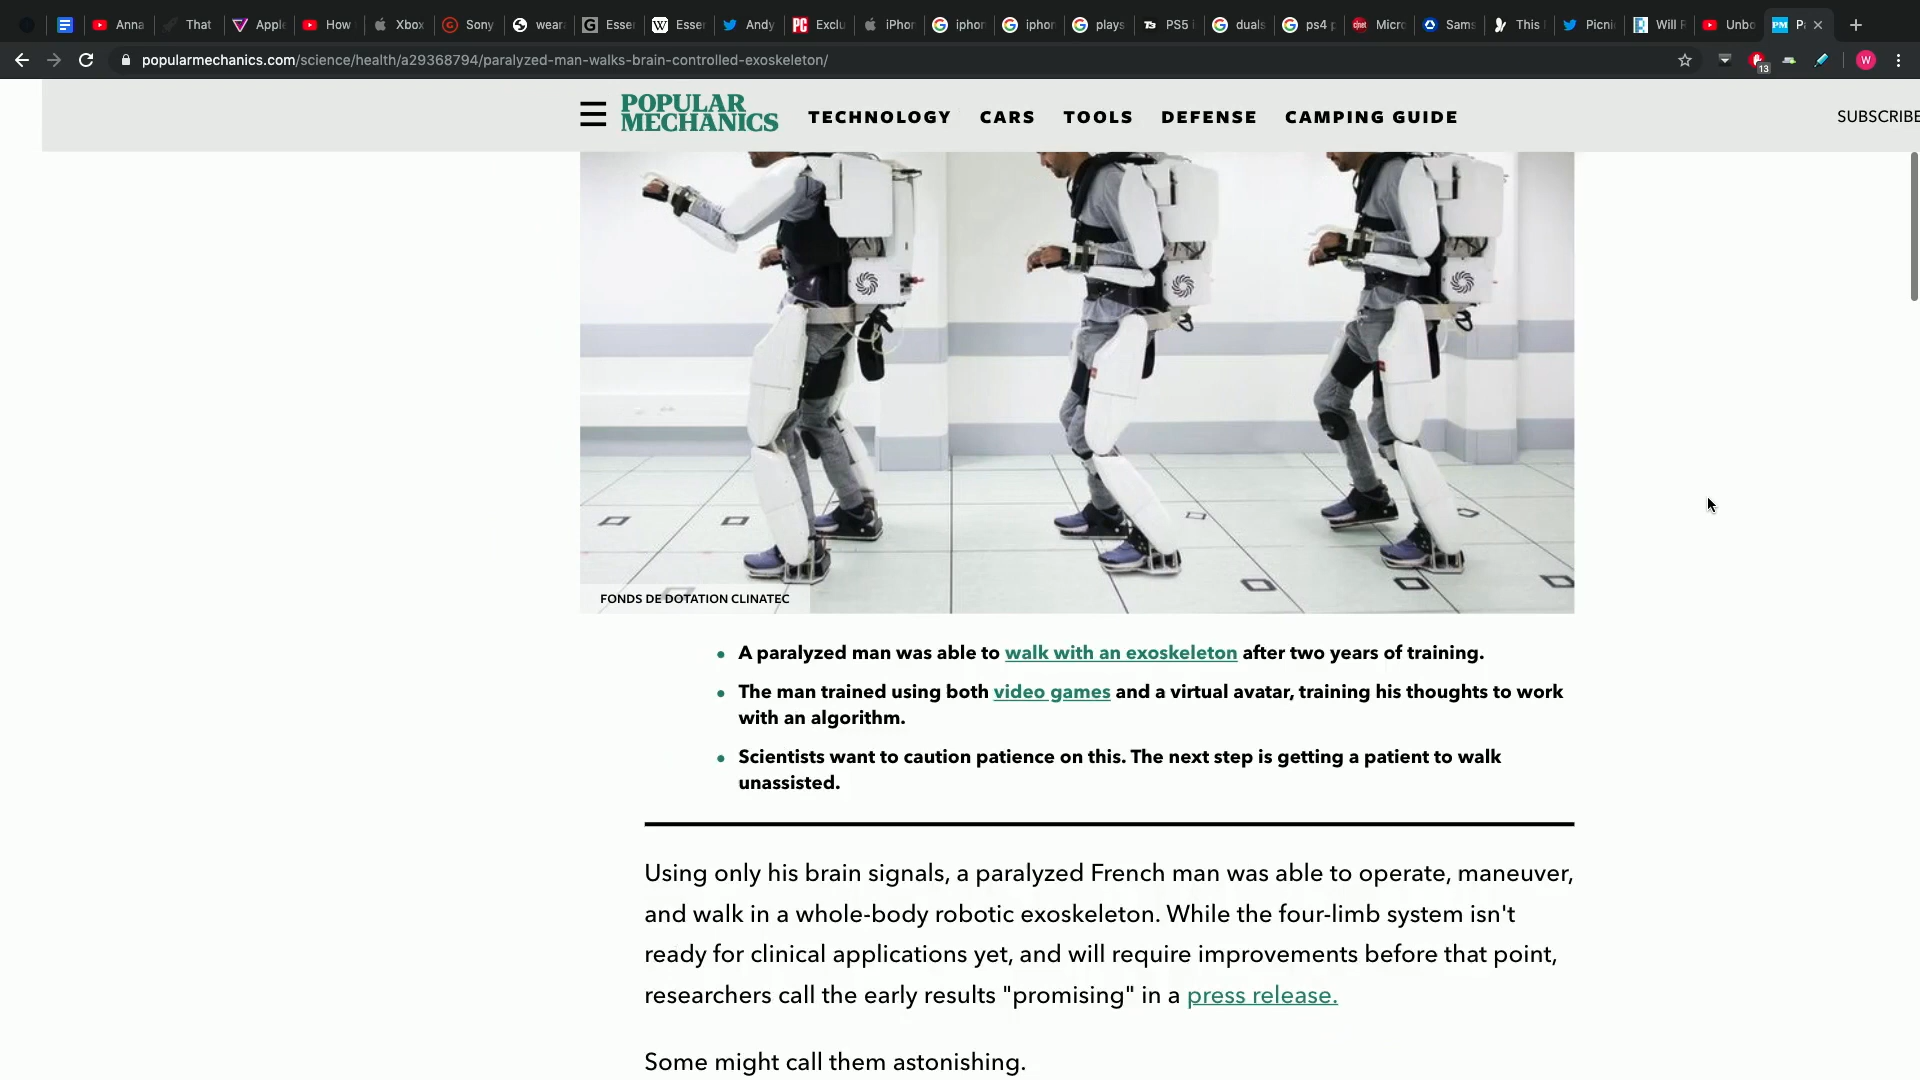 Anna
That
Apple
How
Xbox
Sony
wear
Esser
Esser
Andy
Exclu
iPhor
iphor
iphor
plays
PS5 i
duals
ps4 p
Micro
Sams
This
Picni
Will F
Unbo
popularmechanics.com/science/health/a29368794/paralyzed-man-walks-brain-controlled-exoskeleton/
13
W
POPULAR
MECHANICS
TECHNOLOGY CARS TOOLS DEFENSE CAMPING GUIDE
SUBSCRIBE
FONDS DE DOTATION CLINATEC
A paralyzed man was able to walk with an exoskeleton after two years of training.
The man trained using both video games and a virtual avatar, training his thoughts to work
with an algorithm.
Scientists want to caution patience on this. The next step is getting a patient to walk
unassisted.
Using only his brain signals, a paralyzed French man was able to operate, maneuver,
and walk in a whole-body robotic exoskeleton. While the four-limb system isn't
ready for clinical applications yet, and will require improvements before that point,
researchers call the early results "promising" in a press release.
Some might call them astonishing.